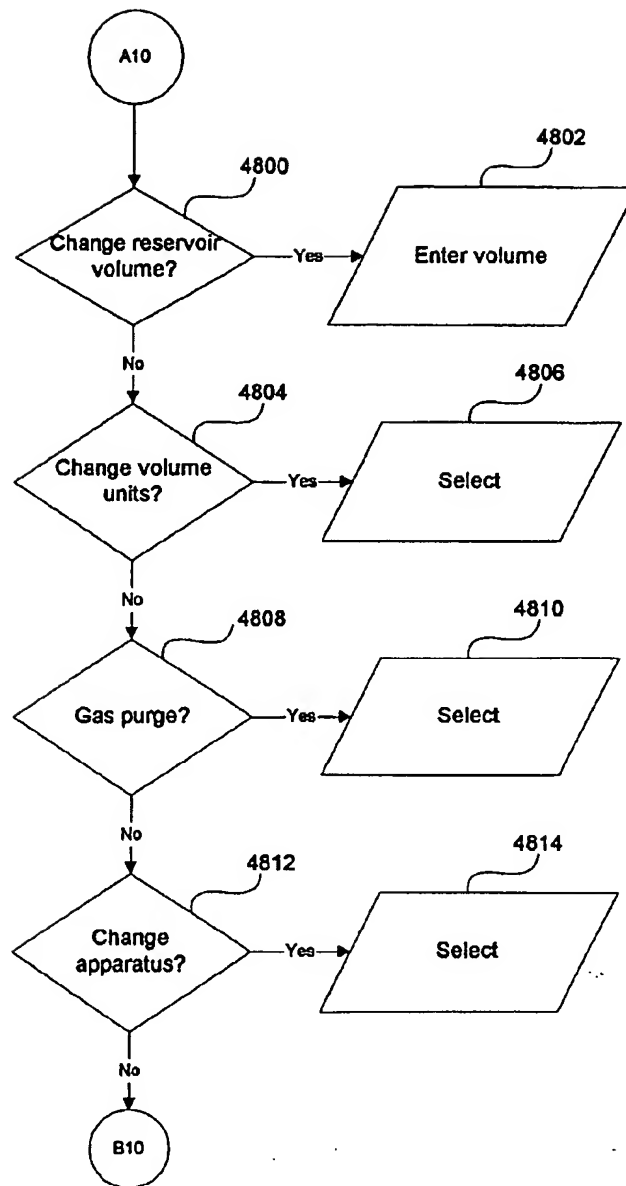 A10
4800
4802
Change reservoir
volume?
Yes
Enter volume
No
4804
4806
Change volume
units?
Yes
Select
No
4808
4810
Gas purge?
Yes
Select
No
4812
4814
Change
apparatus?
Yes
Select
No
B10